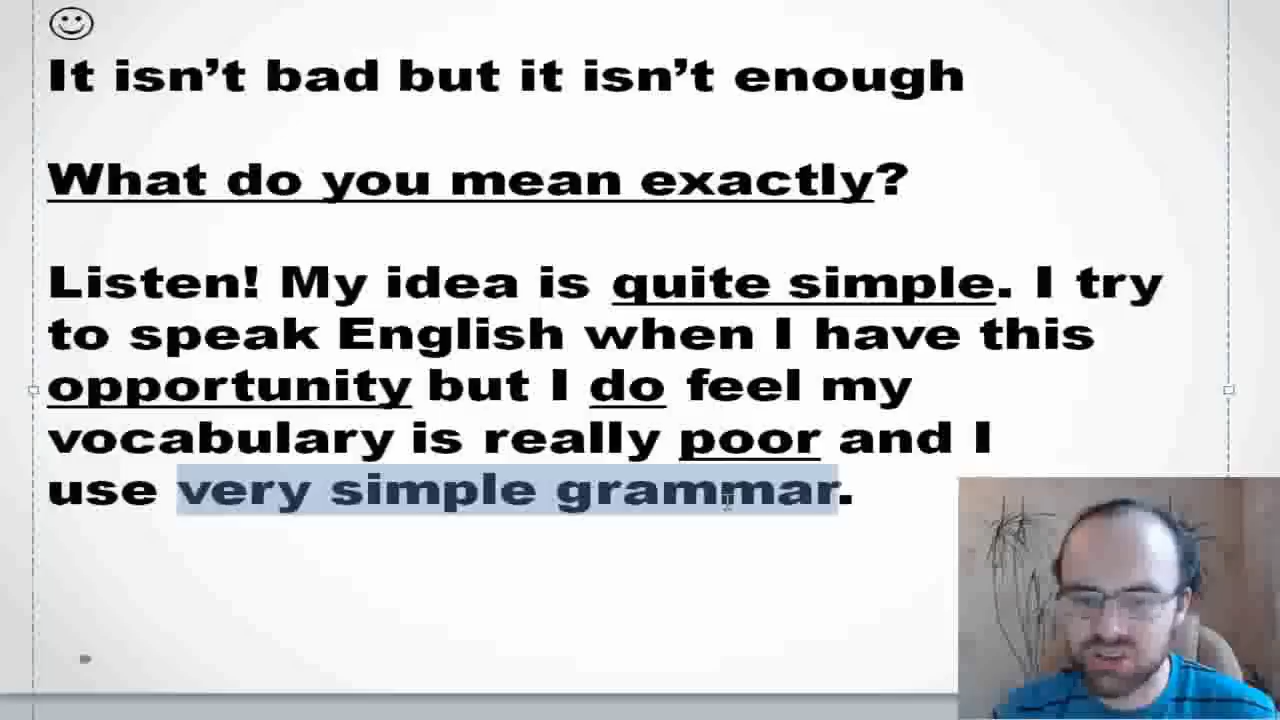 It isn’t bad but it isn’t enough
What do you mean exactly?
Listen! My idea is quite simple. I try
to speak English when I have this
opportunity but I do feel my
vocabulary is really poor and I
use very simple grammar.